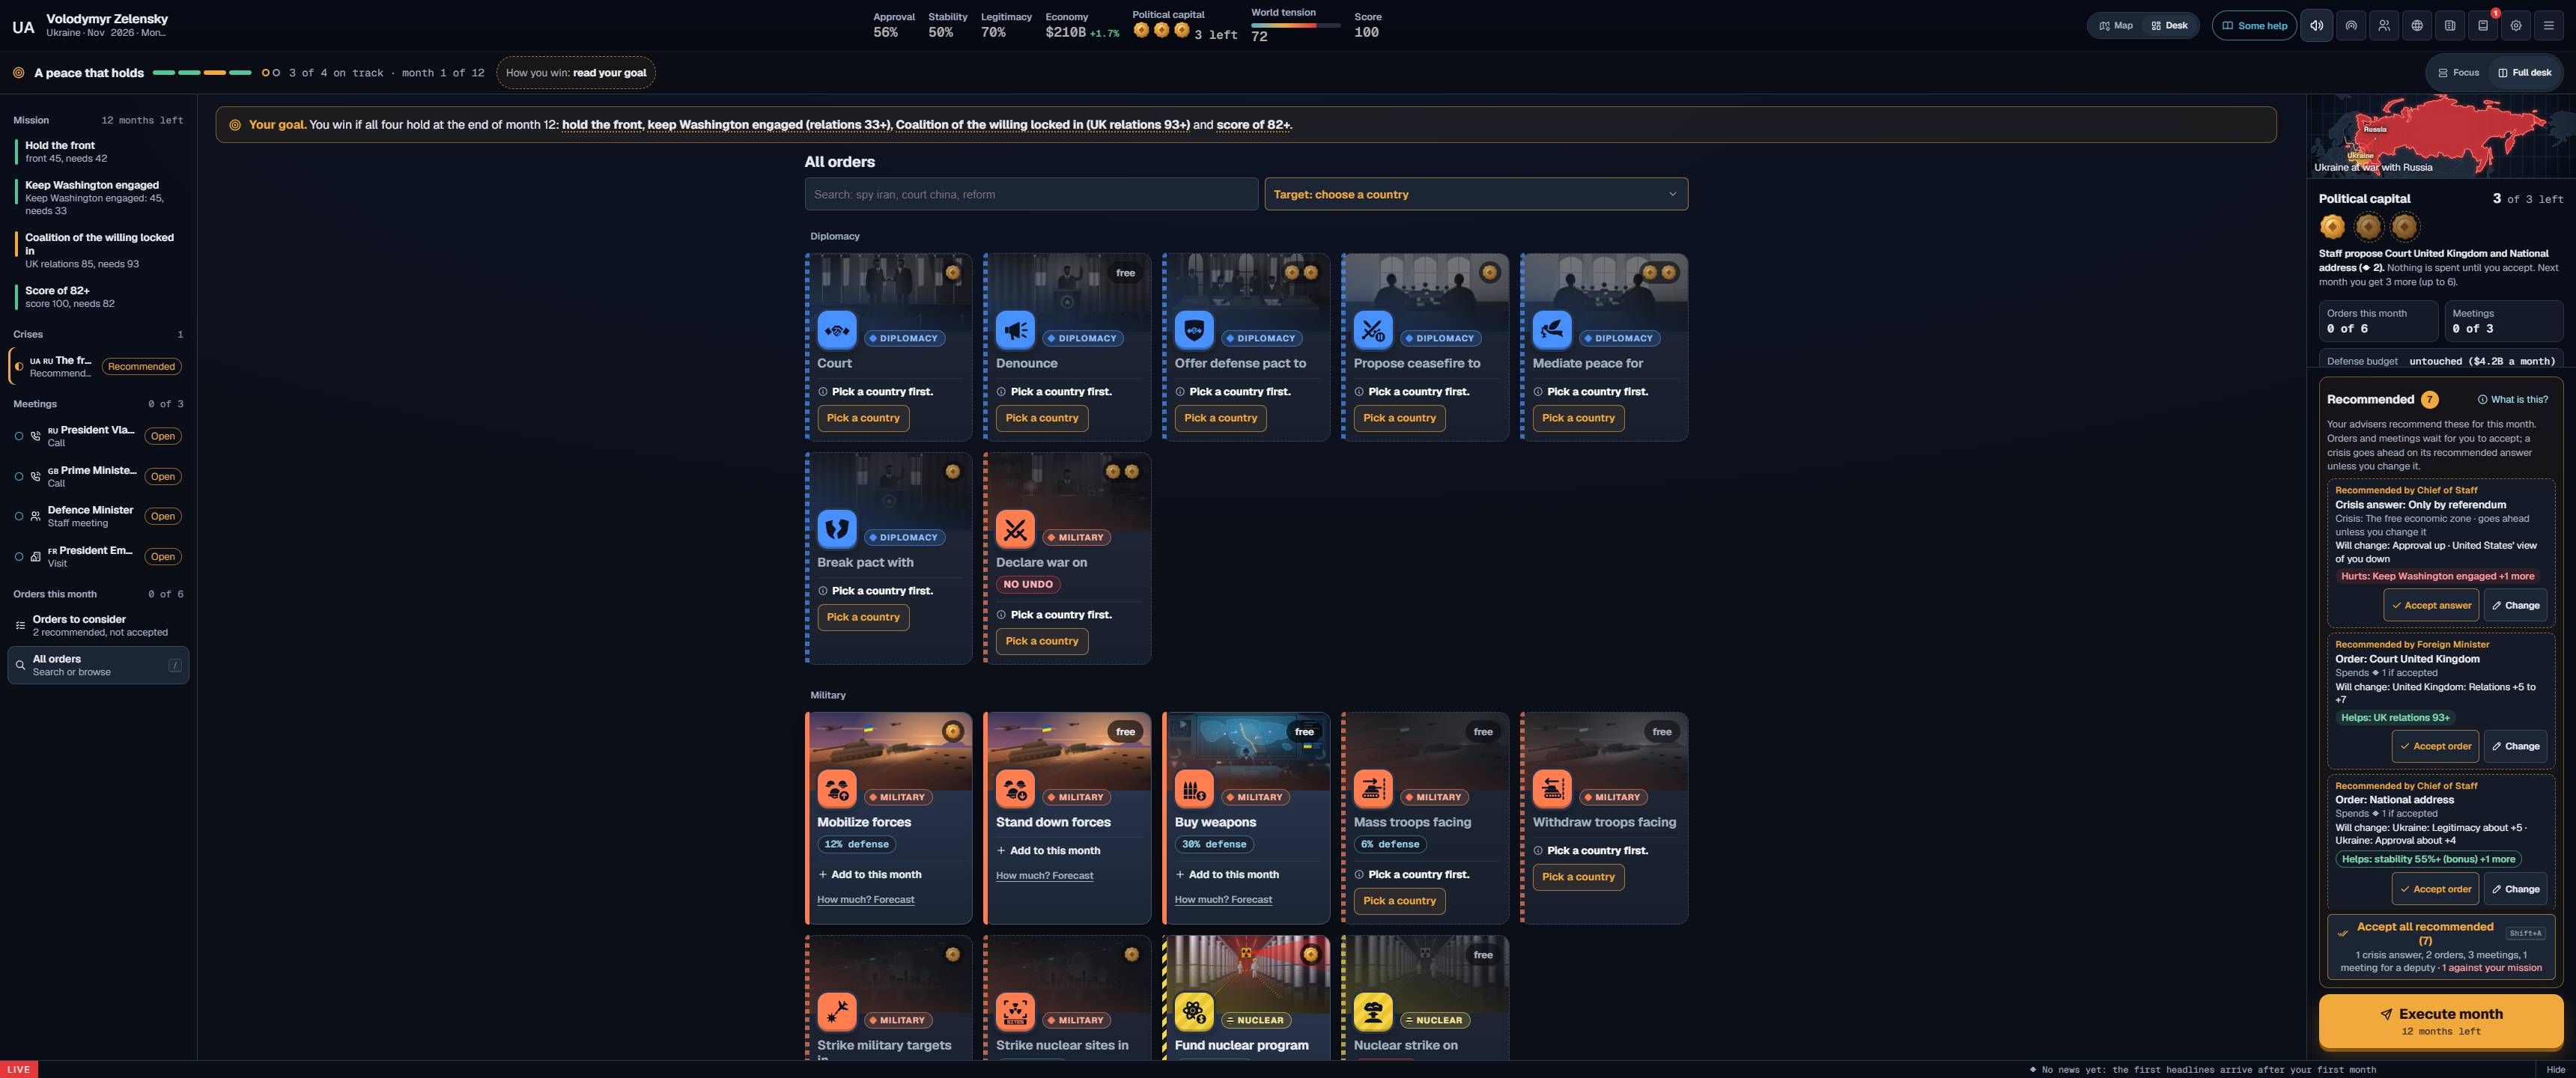 UA
Volodymyr Zelensky
Ukraine · Nov 2026 · Mon…
Approval
56%
Stability
50%
Legitimacy
70%
Economy
$210B +1.7%
Political capital
3 left
World tension
72
Score
100
Map
Desk
Some help
1
A peace that holds
3 of 4 on track · month 1 of 12
How you win: read your goal
Focus
Full desk
Mission
12 months left
Hold the front
front 45, needs 42
Keep Washington engaged
Keep Washington engaged: 45,
needs 33
Coalition of the willing locked
in
UK relations 85, needs 93
Score of 82+
score 100, needs 82
Crises
1
UA RU The fr…
Recommend…
Recommended
Meetings
0 of 3
RU President Vla…
Call
Open
GB Prime Ministe…
Call
Open
Defence Minister
Staff meeting
Open
FR President Em…
Visit
Open
Orders this month
0 of 6
Orders to consider
2 recommended, not accepted
All orders
Search or browse
/
Your goal. You win if all four hold at the end of month 12: hold the front, keep Washington engaged (relations 33+), Coalition of the willing locked in (UK relations 93+) and score of 82+.
All orders
Search: spy iran, court china, reform
Target: choose a country
Diplomacy
DIPLOMACY
Court
Pick a country first.
Pick a country
free
DIPLOMACY
Denounce
Pick a country first.
Pick a country
DIPLOMACY
Offer defense pact to
Pick a country first.
Pick a country
DIPLOMACY
Propose ceasefire to
Pick a country first.
Pick a country
DIPLOMACY
Mediate peace for
Pick a country first.
Pick a country
DIPLOMACY
Break pact with
Pick a country first.
Pick a country
MILITARY
Declare war on
NO UNDO
Pick a country first.
Pick a country
Military
MILITARY
Mobilize forces
12% defense
+ Add to this month
How much? Forecast
free
MILITARY
Stand down forces
+ Add to this month
How much? Forecast
free
MILITARY
Buy weapons
30% defense
+ Add to this month
How much? Forecast
free
MILITARY
Mass troops facing
6% defense
Pick a country first.
Pick a country
free
MILITARY
Withdraw troops facing
Pick a country first.
Pick a country
MILITARY
Strike military targets
MILITARY
Strike nuclear sites in
NUCLEAR
Fund nuclear program
free
NUCLEAR
Nuclear strike on
Russia
Ukraine
Ukraine at war with Russia
Political capital
3 of 3 left
Staff propose Court United Kingdom and National
address (◆ 2). Nothing is spent until you accept. Next
month you get 3 more (up to 6).
Orders this month
0 of 6
Meetings
0 of 3
Defense budget untouched ($4.2B a month)
Recommended 7
What is this?
Your advisers recommend these for this month.
Orders and meetings wait for you to accept; a
crisis goes ahead on its recommended answer
unless you change it.
Recommended by Chief of Staff
Crisis answer: Only by referendum
Crisis: The free economic zone · goes ahead
unless you change it
Will change: Approval up · United States' view
of you down
Hurts: Keep Washington engaged +1 more
Accept answer
Change
Recommended by Foreign Minister
Order: Court United Kingdom
Spends ◆ 1 if accepted
Will change: United Kingdom: Relations +5 to
+7
Helps: UK relations 93+
Accept order
Change
Recommended by Chief of Staff
Order: National address
Spends ◆ 1 if accepted
Will change: Ukraine: Legitimacy about +5 ·
Ukraine: Approval about +4
Helps: stability 55%+ (bonus) +1 more
Accept order
Change
Accept all recommended
(7)
Shift+A
1 crisis answer, 2 orders, 3 meetings, 1
meeting for a deputy · 1 against your mission
Execute month
12 months left
LIVE
◆ No news yet: the first headlines arrive after your first month
Hide